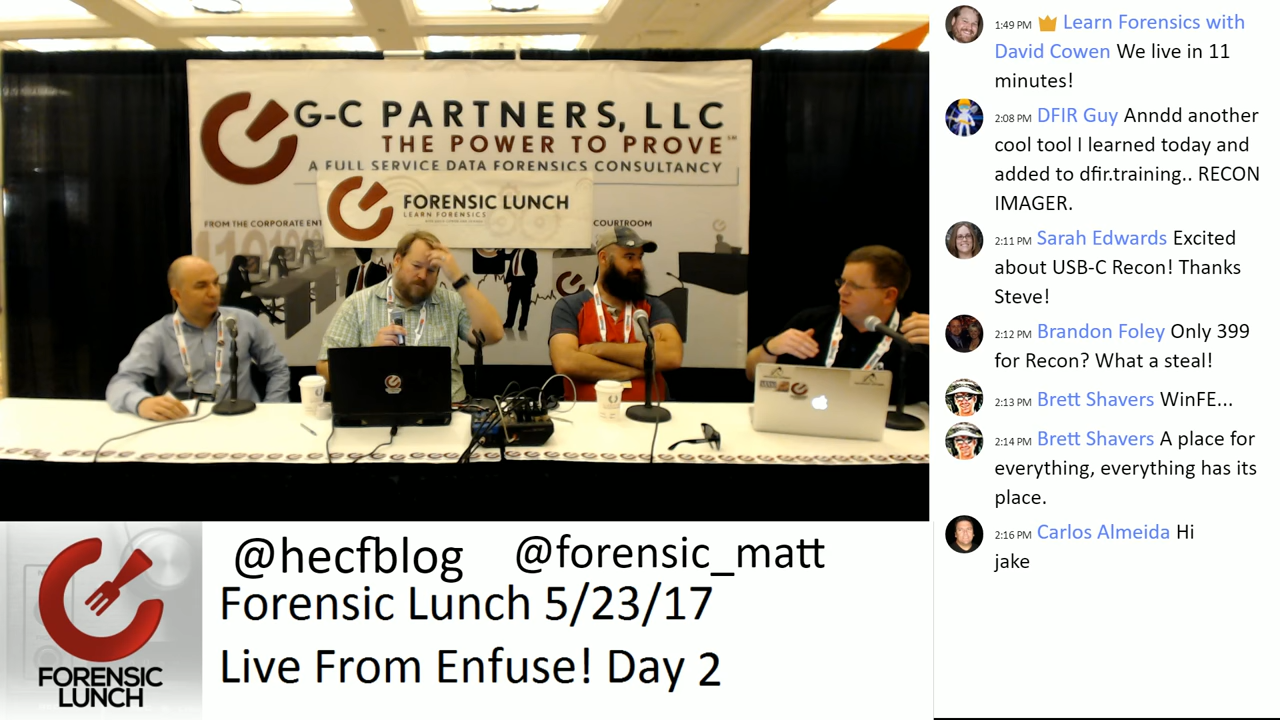 G-C PARTNERS, LLC
THE POWER TO PROVE
A FULL SERVICE DATA FORENSICS CONSULTANCY
FORENSIC LUNCH
LEARN FORENSICS
FROM THE CORPORATE ENT
COURTROOM
@hecfblog @forensic_matt
Forensic Lunch 5/23/17
Live From Enfuse! Day 2
FORENSIC
LUNCH
1:49 PM Learn Forensics with
David Cowen We live in 11
minutes!
2:08 PM DFIR Guy Anndd another
cool tool I learned today and
added to dfir.training.. RECON
IMAGER.
2:11 PM Sarah Edwards Excited
about USB-C Recon! Thanks
Steve!
2:12 PM Brandon Foley Only 399
for Recon? What a steal!
2:13 PM Brett Shavers WinFE...
2:14 PM Brett Shavers A place for
everything, everything has its
place.
2:16 PM Carlos Almeida Hi
jake